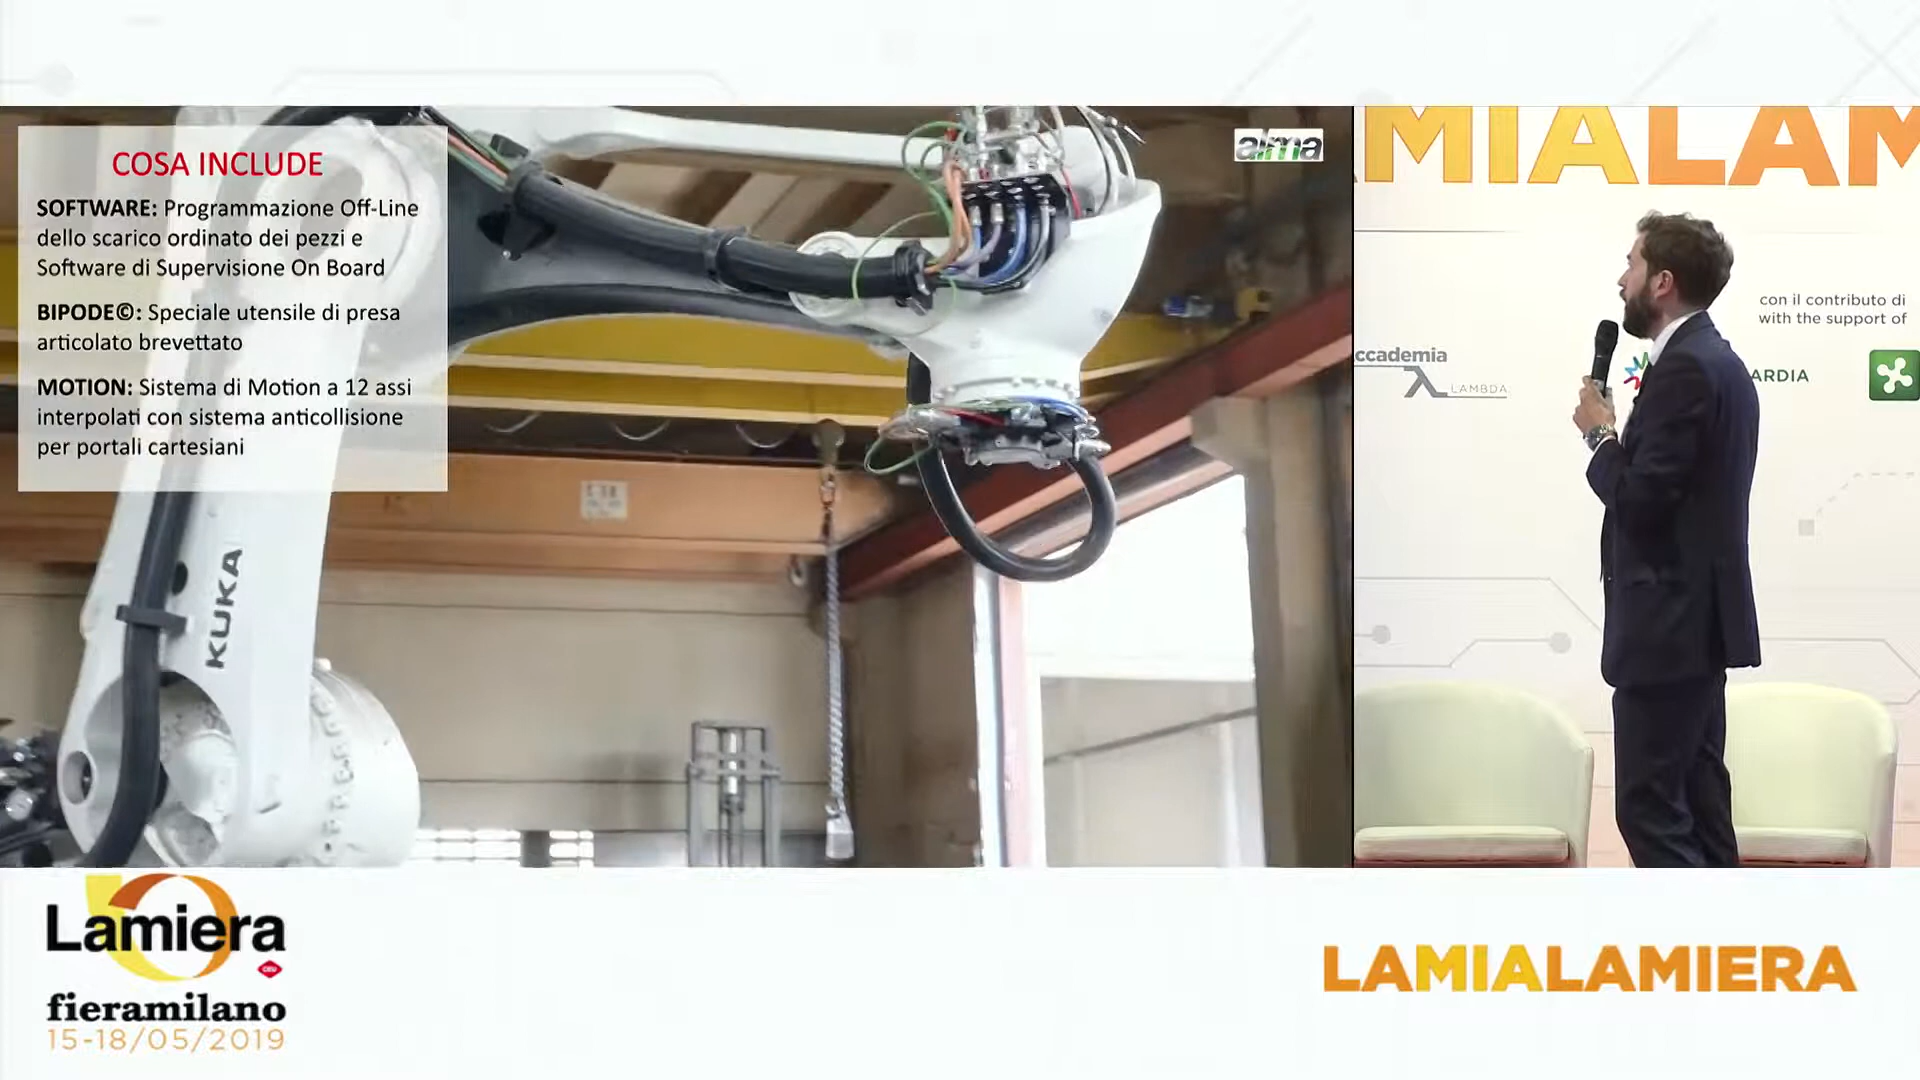 COSA INCLUDE
SOFTWARE: Programmazione Off-Line
dello scarico ordinato dei pezzi e
Software di Supervisione On Board
BIPODE©: Speciale utensile di presa
articolato brevettato
MOTION: Sistema di Motion a 12 assi
interpolati con sistema anticollisione
per portali cartesiani
alma
KUKA
MIALAM
con il contributo di
with the support of
ccademia
LAMBDA
ARDIA
Lamiera
fieramilano
15-18/05/2019
LAMIALAMIERA